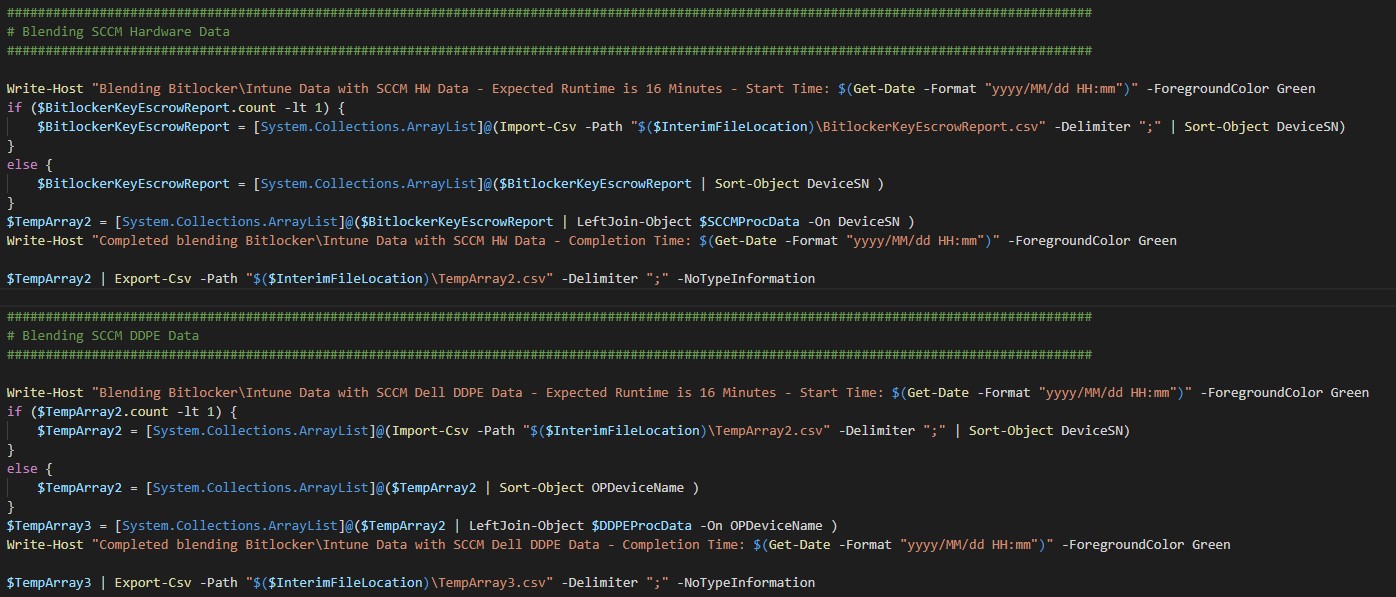 #############################################################################################################################################
# Blending SCCM Hardware Data
#############################################################################################################################################
Write-Host "Blending Bitlocker\Intune Data with SCCM HW Data - Expected Runtime is 16 Minutes - Start Time: $(Get-Date -Format "yyyy/MM/dd HH:mm")" -ForegroundColor Green
if ($BitlockerKeyEscrowReport.count -lt 1) {
    $BitlockerKeyEscrowReport = [System.Collections.ArrayList]@(Import-Csv -Path "$($InterimFileLocation)\BitlockerKeyEscrowReport.csv" -Delimiter ";" | Sort-Object DeviceSN)
}
else {
    $BitlockerKeyEscrowReport = [System.Collections.ArrayList]@($BitlockerKeyEscrowReport | Sort-Object DeviceSN )
}
$TempArray2 = [System.Collections.ArrayList]@($BitlockerKeyEscrowReport | LeftJoin-Object $SCCMProcData -On DeviceSN )
Write-Host "Completed blending Bitlocker\Intune Data with SCCM HW Data - Completion Time: $(Get-Date -Format "yyyy/MM/dd HH:mm")" -ForegroundColor Green
$TempArray2 | Export-Csv -Path "$($InterimFileLocation)\TempArray2.csv" -Delimiter ";" -NoTypeInformation
#############################################################################################################################################
# Blending SCCM DDPE Data
#############################################################################################################################################
Write-Host "Blending Bitlocker\Intune Data with SCCM Dell DDPE Data - Expected Runtime is 16 Minutes - Start Time: $(Get-Date -Format "yyyy/MM/dd HH:mm")" -ForegroundColor Green
if ($TempArray2.count -lt 1) {
    $TempArray2 = [System.Collections.ArrayList]@(Import-Csv -Path "$($InterimFileLocation)\TempArray2.csv" -Delimiter ";" | Sort-Object DeviceSN)
}
else {
    $TempArray2 = [System.Collections.ArrayList]@($TempArray2 | Sort-Object OPDeviceName )
}
$TempArray3 = [System.Collections.ArrayList]@($TempArray2 | LeftJoin-Object $DDPEProcData -On OPDeviceName )
Write-Host "Completed blending Bitlocker\Intune Data with SCCM Dell DDPE Data - Completion Time: $(Get-Date -Format "yyyy/MM/dd HH:mm")" -ForegroundColor Green
$TempArray3 | Export-Csv -Path "$($InterimFileLocation)\TempArray3.csv" -Delimiter ";" -NoTypeInformation